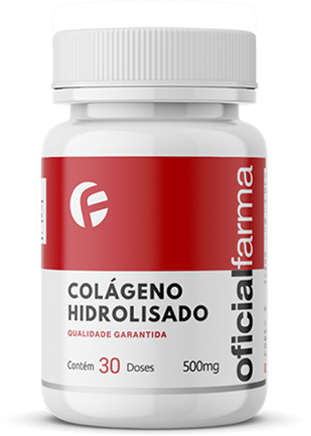 COLÁGENO
HIDROLISADO
QUALIDADE GARANTIDA
Contém 30 Doses 500mg
oficialfarma